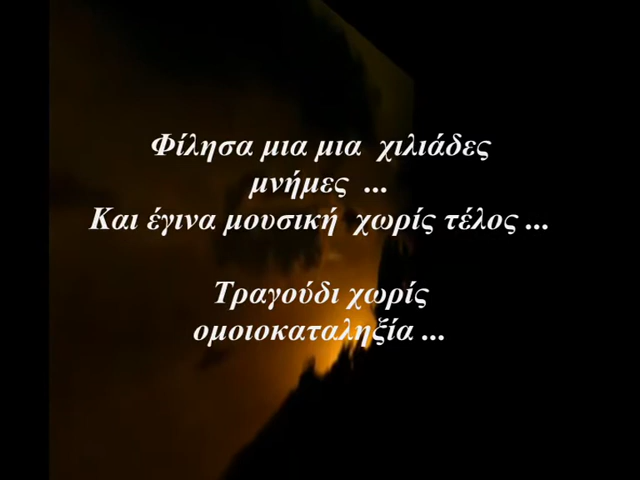 Φίλησα μια μια χιλιάδες
μνήμες ...
Και έγινα μουσική χωρίς τέλος ...
Τραγούδι χωρίς
ομοιοκαταληξία ...